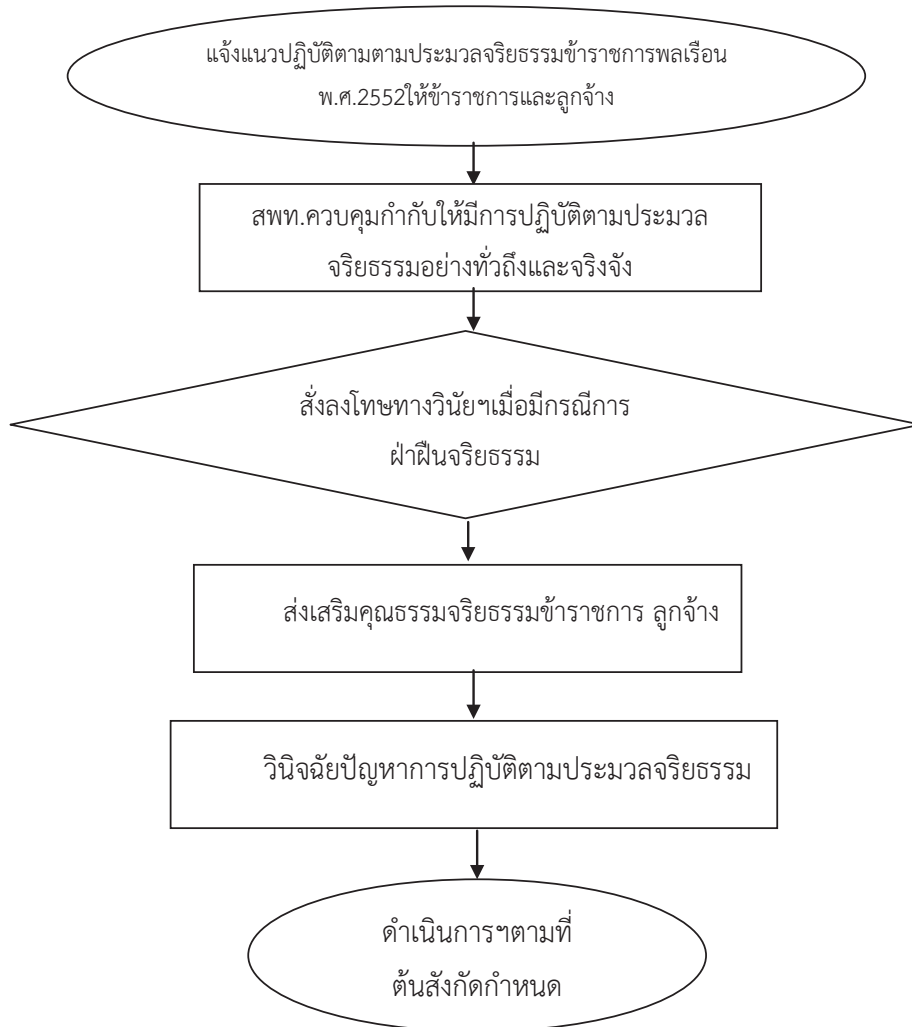 แจ้งแนวปฏิบัติตามตามประมวลจริยธรรมข้าราชการพลเรือน
พ.ศ.2552ให้ข้าราชการและลูกจ้าง
สพท.ควบคุมกำกับให้มีการปฏิบัติตามประมวล
จริยธรรมอย่างทั่วถึงและจริงจัง
สั่งลงโทษทางวินัยฯเมื่อมีกรณีการ
ฝ่าฝืนจริยธรรม
ส่งเสริมคุณธรรมจริยธรรมข้าราชการ ลูกจ้าง
วินิจฉัยปัญหาการปฏิบัติตามประมวลจริยธรรม
ดำเนินการฯตามที่
ต้นสังกัดกำหนด